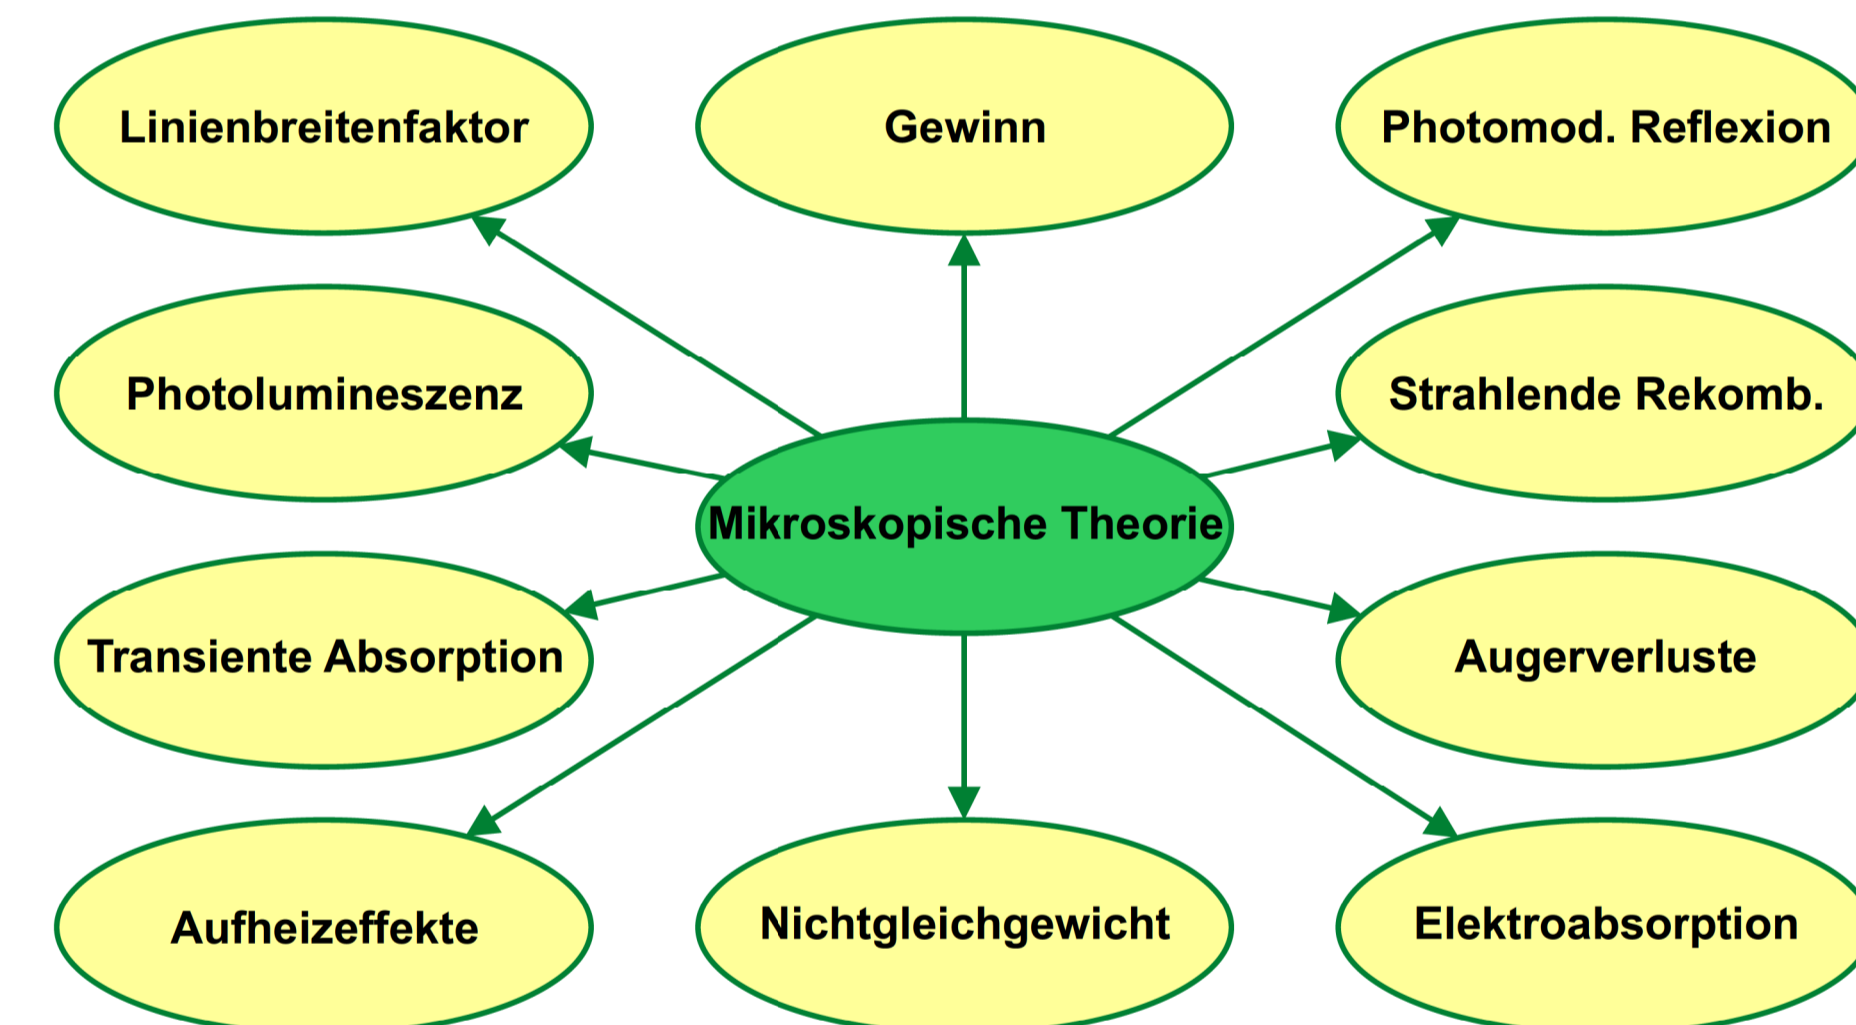 Linienbreitenfaktor
Gewinn
Photomod. Reflexion
Photolumineszenz
Strahlende Rekomb.
Mikroskopische Theorie
Transiente Absorption
Augerverluste
Aufheizeffekte
Nichtgleichgewicht
Elektroabsorption